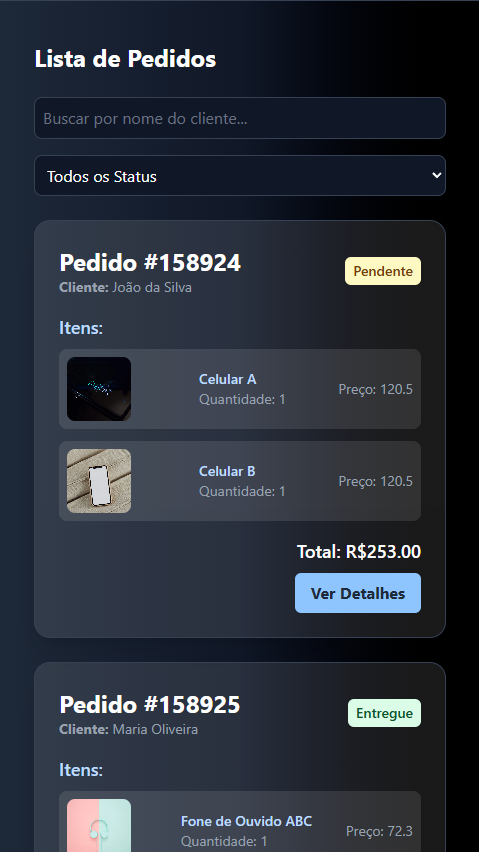 Lista de Pedidos
Buscar por nome do cliente...
Todos os Status
Pedido #158924
Pendente
Cliente: João da Silva
Itens:
Celular A
Quantidade: 1
Preço: 120.5
Celular B
Quantidade: 1
Preço: 120.5
Total: R$253.00
Ver Detalhes
Pedido #158925
Entregue
Cliente: Maria Oliveira
Itens:
Fone de Ouvido ABC
Quantidade: 1
Preço: 72.3